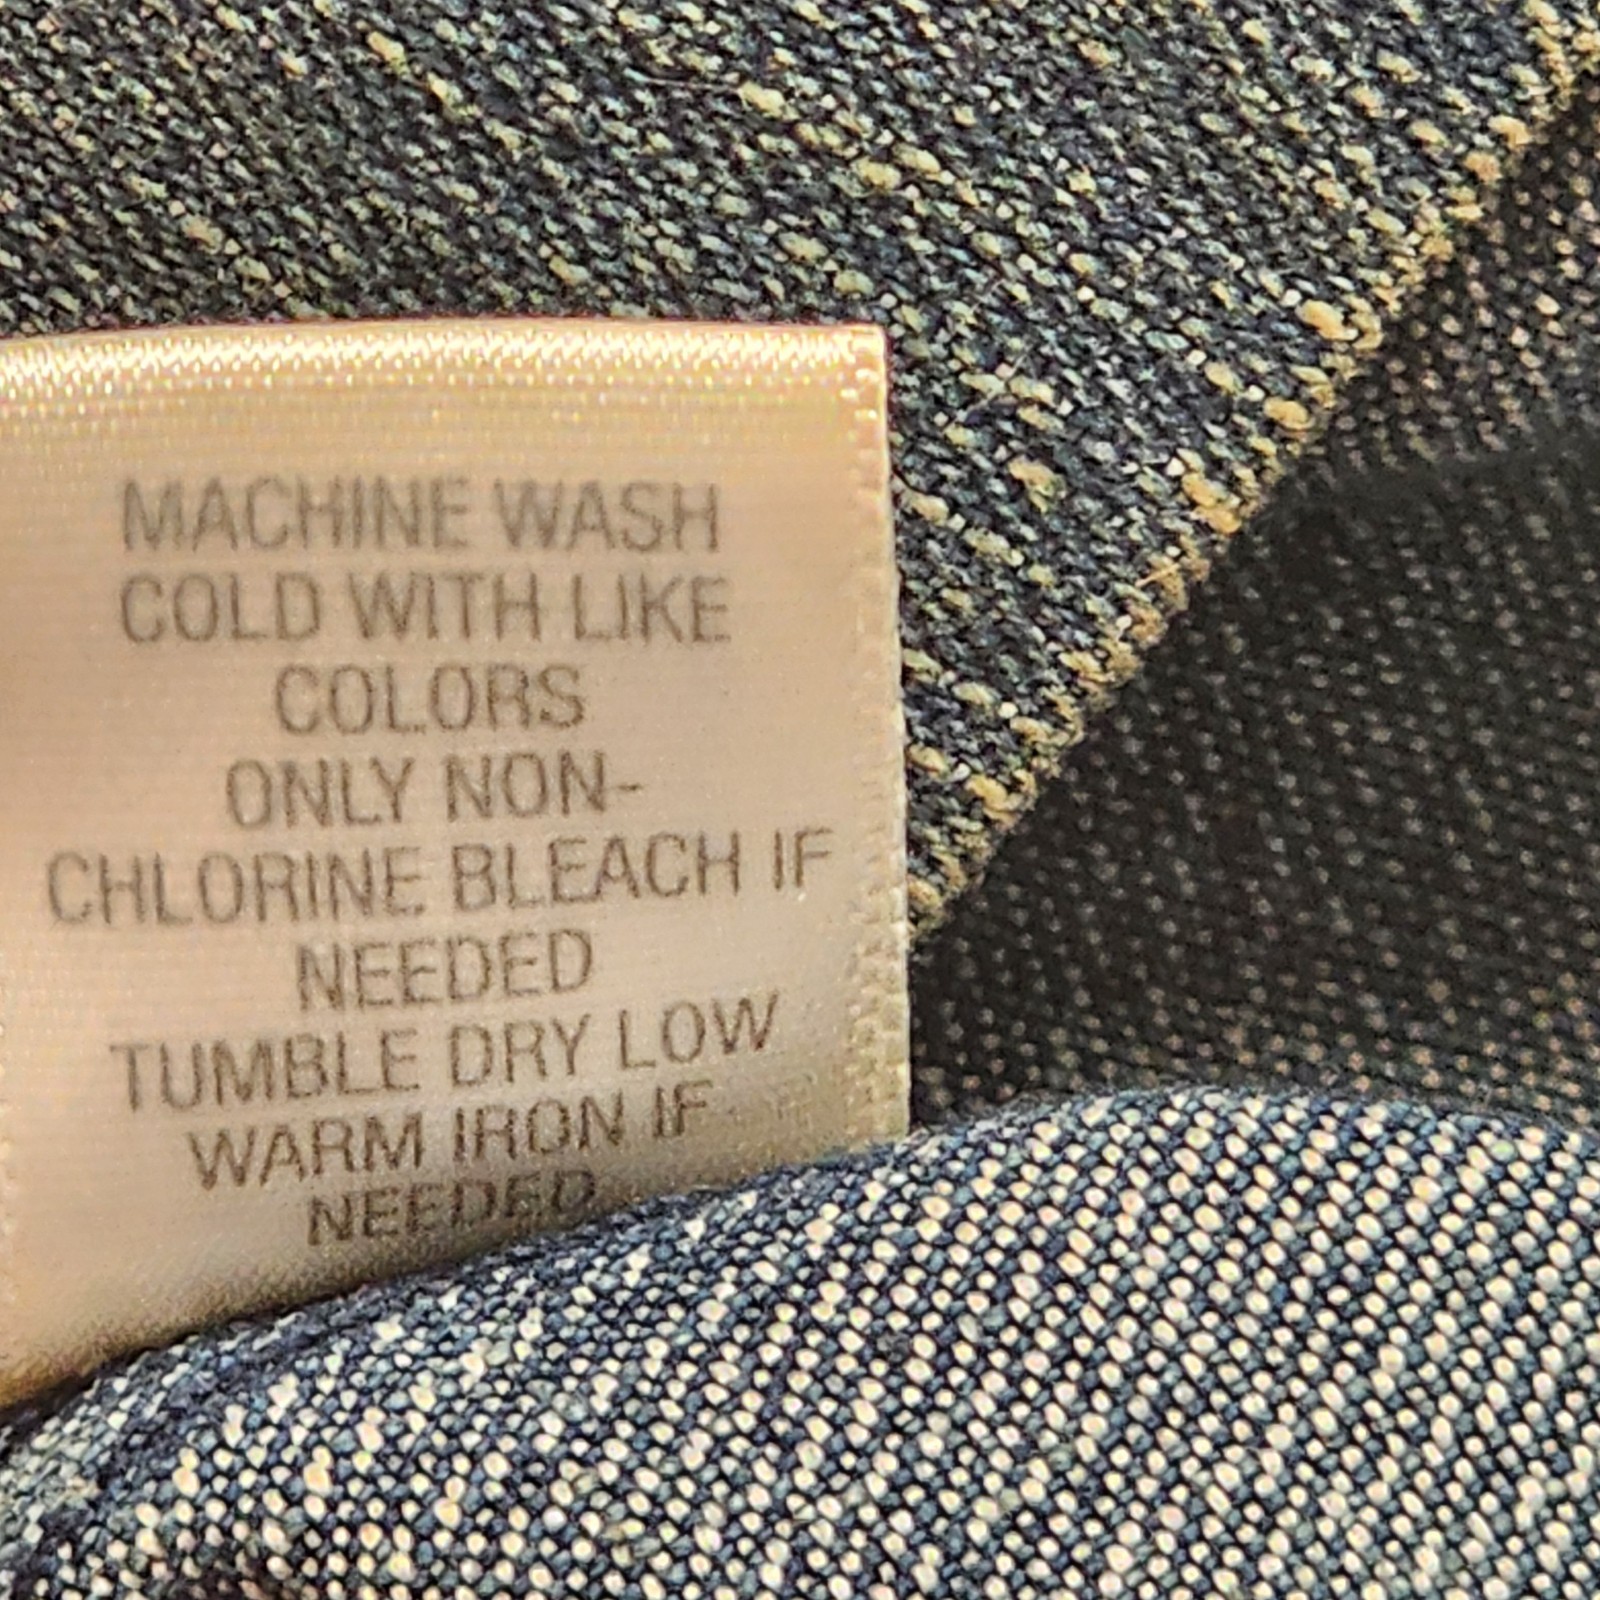 MACHINE WASH
COLD WITH LIKE
COLORS
ONLY NON-
CHLORINE BLEACH IF
NEEDED
TUMBLE DRY LOW
WARM IRON IF
NEEDED